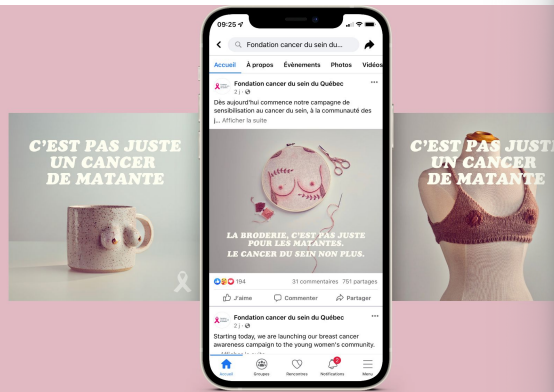 09:25
Fondation cancer du sein du...
Accueil À propos Évènements Photos Vidéos
Fondation cancer du sein du Québec
2 j
Dès aujourd'hui commence notre campagne de
sensibilisation au cancer du sein, à la communauté des
j... Afficher la suite
C'EST PAS JUSTE
UN CANCER
DE MATANTE
LA BRODERIE, C'EST PAS JUSTE
POUR LES MATANTES.
LE CANCER DU SEIN NON PLUS.
C'EST PAS JUSTE
UN CANCER
DE MATANTE
194 31 commentaires 751 partages
J'aime Commenter Partager
Fondation cancer du sein du Québec
2 j
Starting today, we are launching our breast cancer
awareness campaign to the young women's community.
Accueil Groupes Rencontres Notifications Menu
2